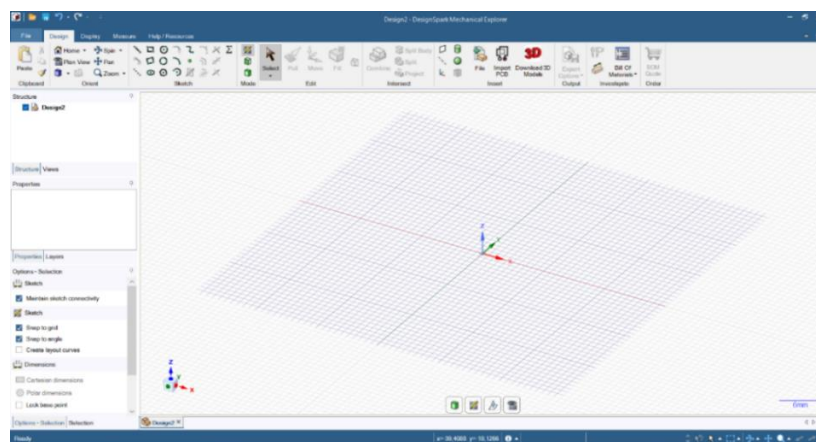 Design2 - DesignSpark Mechanical Explorer
File Design Display Measure Help / Resources
Home Spin
Plan View Pan
Zoom
Paste
Select Pull Move Fill
Combine Split Body
Split
Project
File Import PCB Download 3D Models
3D
Export Options
Bill Of Materials
Clipboard Orient Sketch Mode Edit Intersect Insert Output Investigate Order
Structure
Design2
Structure Views
Properties
Properties Layers
Options - Selection
Sketch
Maintain sketch connectivity
Sketch
Snap to grid
Snap to angle
Create layout curves
Dimensions
Cartesian dimensions
Polar dimensions
Lock base point
Options - Selection Selection
Design2
Z
Y
X
Z
Y
X
0mm
Ready